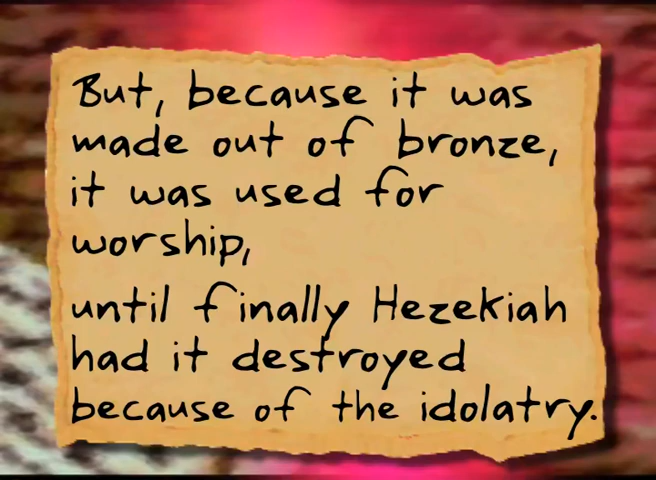 But, because it was
made out of bronze,
it was used for
worship,
until finally Hezekiah
had it destroyed
because of the idolatry.